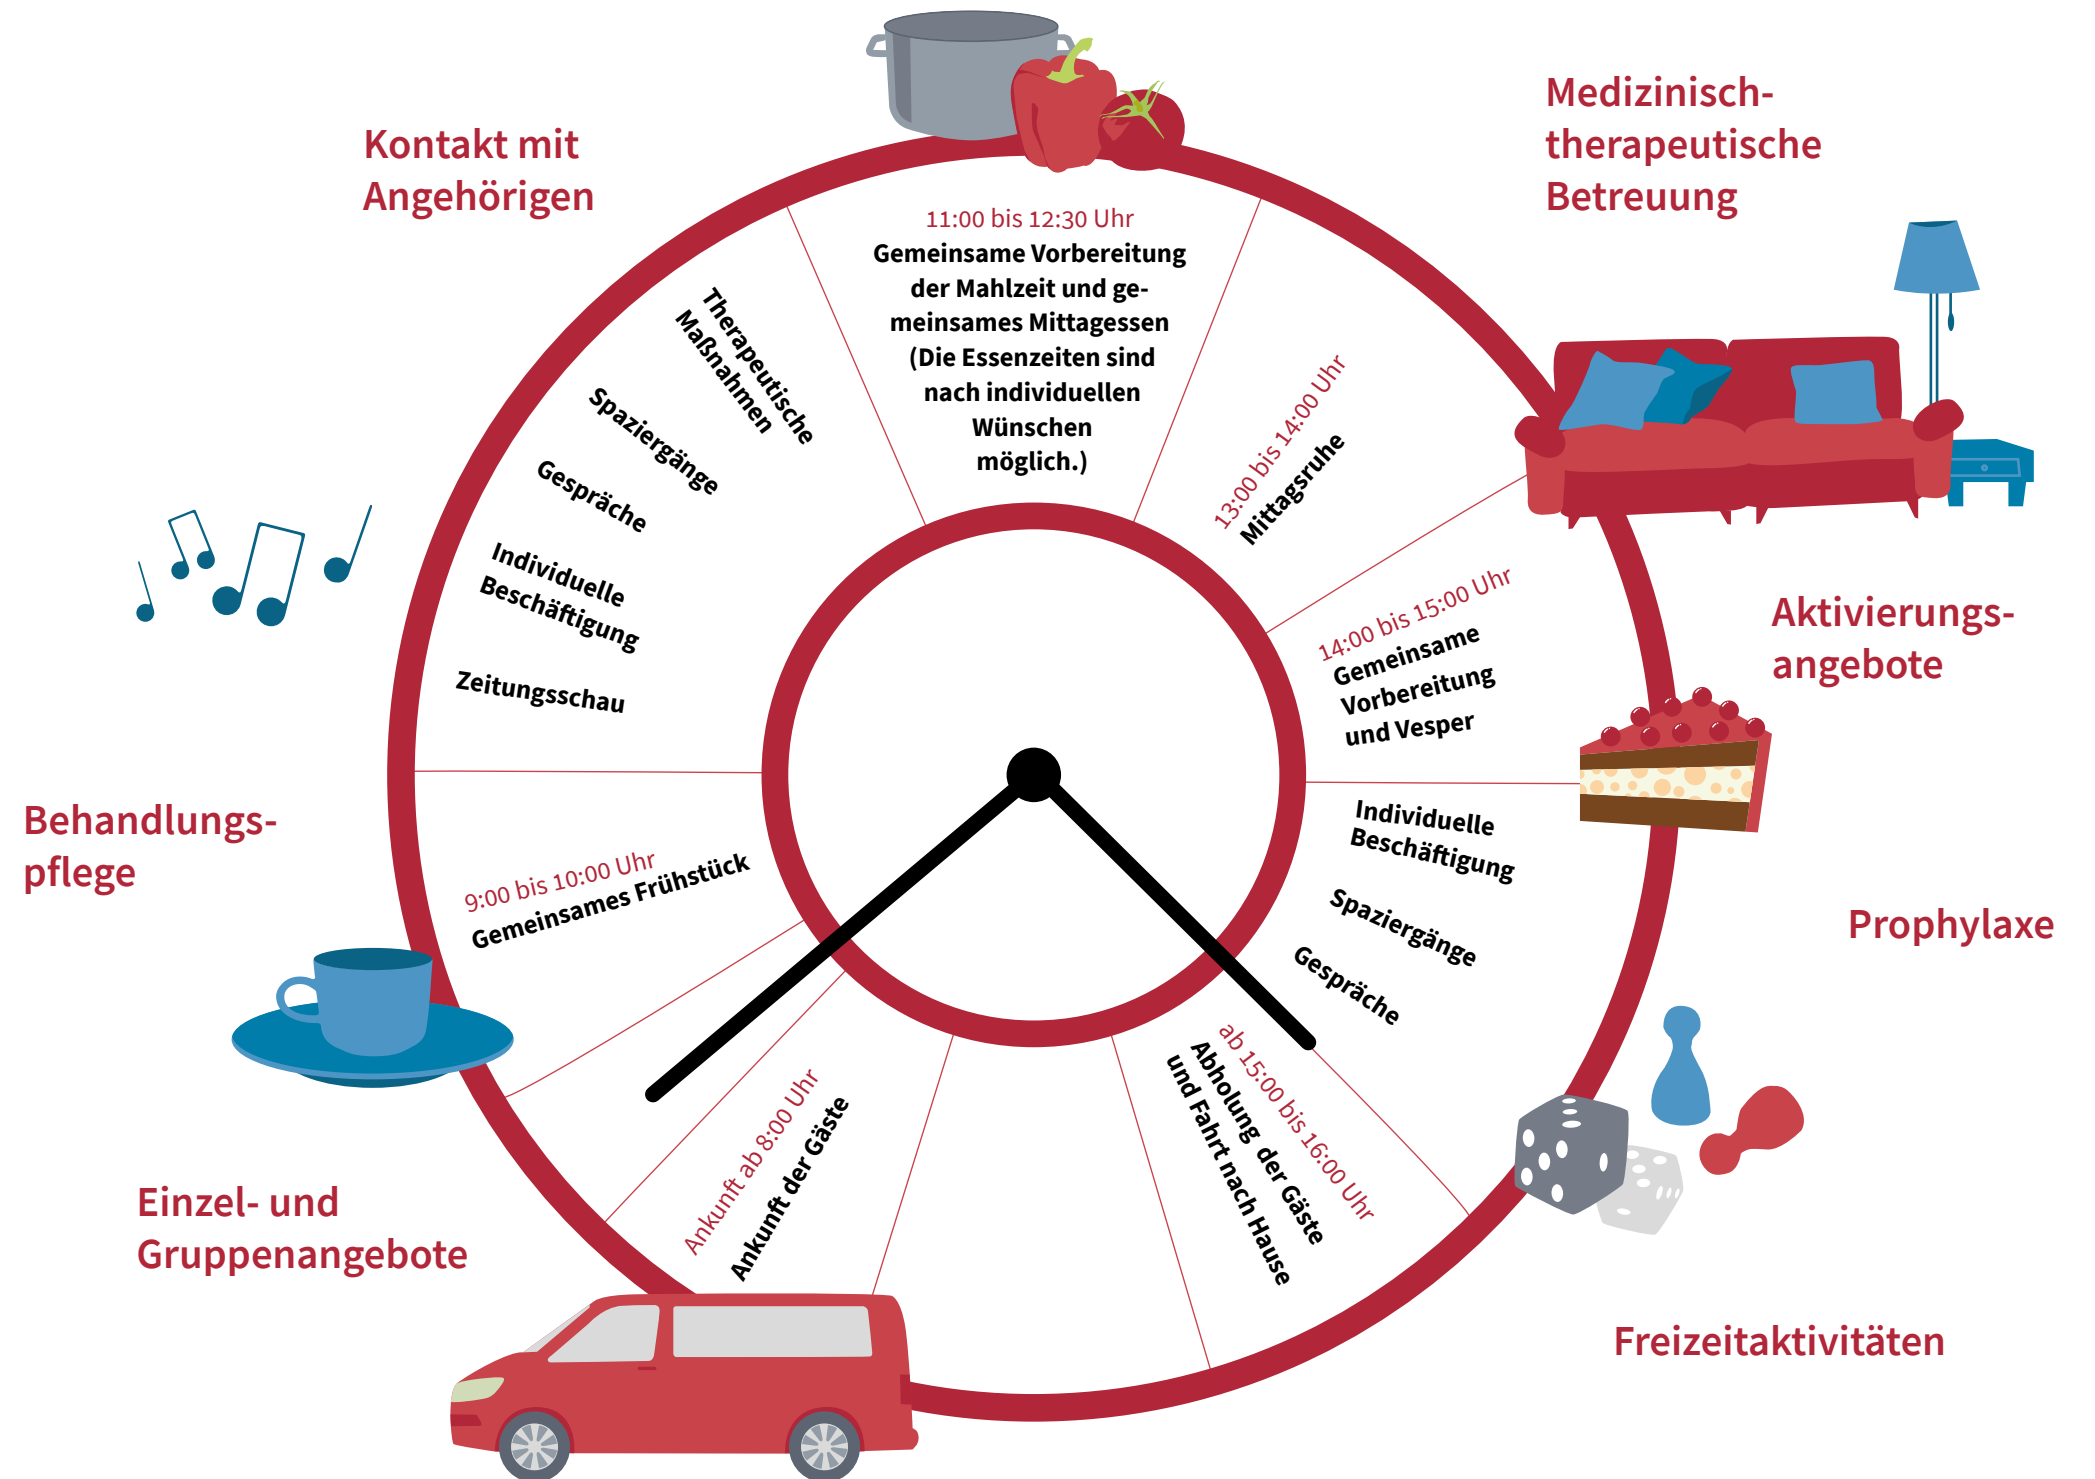 Kontakt mit
Angehörigen
Medizinisch-
therapeutische
Betreuung
11:00 bis 12:30 Uhr
Gemeinsame Vorbereitung
der Mahlzeit und ge-
meinsames Mittagessen
(Die Essenzeiten sind
nach individuellen
Wünschen
möglich.)
13:00 bis 14:00 Uhr
Mittagsruhe
14:00 bis 15:00 Uhr
Gemeinsame
Vorbereitung
und Vesper
Individuelle
Beschäftigung
Spaziergänge
Gespräche
ab 15:00 bis 16:00 Uhr
Abholung der Gäste
und Fahrt nach Hause
Ankunft ab 8:00 Uhr
Ankunft der Gäste
9:00 bis 10:00 Uhr
Gemeinsames Frühstück
Zeitungsschau
Individuelle
Beschäftigung
Gespräche
Spaziergänge
Therapeutische
Maßnahmen
Aktivierungs-
angebote
Prophylaxe
Freizeitaktivitäten
Einzel- und
Gruppenangebote
Behandlungs-
pflege